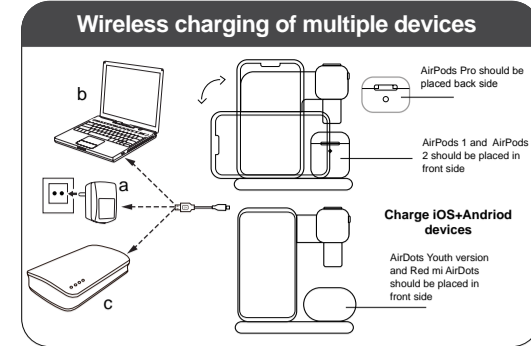 Wireless charging of multiple devices
b
a
c
AirPods Pro should be
placed back side
AirPods 1 and AirPods
2 should be placed in
front side
Charge iOS+Andriod
devices
AirDots Youth version
and Red mi AirDots
should be placed in
front side